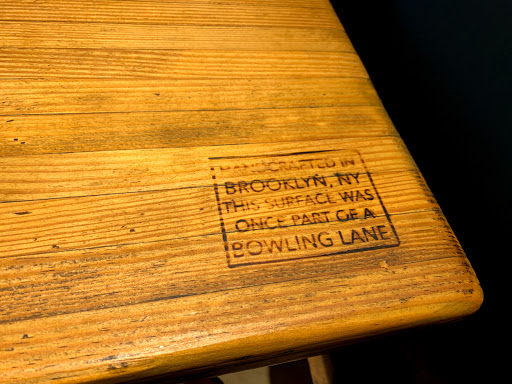 HANDCRAFTED IN
BROOKLYN, NY
THIS SURFACE WAS
ONCE PART OF A
BOWLING LANE